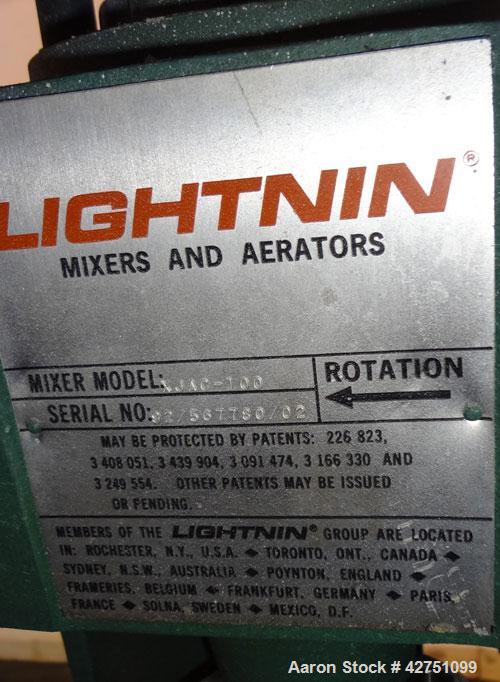 LIGHTNIN®
MIXERS AND AERATORS
MIXER MODEL:
ROTATION
SERIAL NO:
MAY BE PROTECTED BY PATENTS: 226 823,
3 408 051, 3 439 904, 3 091 474, 3 166 330 AND
3 249 554. OTHER PATENTS MAY BE ISSUED
OR PENDING.
MEMBERS OF THE LIGHTNIN® GROUP ARE LOCATED
IN: ROCHESTER, N.Y., U.S.A. ◆ TORONTO, ONT., CANADA ◆
SYDNEY, N.S.W., AUSTRALIA ◆ POYNTON, ENGLAND ◆
FRAMERIES, BELGIUM ◆ FRANKFURT, GERMANY ◆ PARIS,
FRANCE ◆ SOLNA, SWEDEN ◆ MEXICO, D.F.
Aaron Stock # 42751099